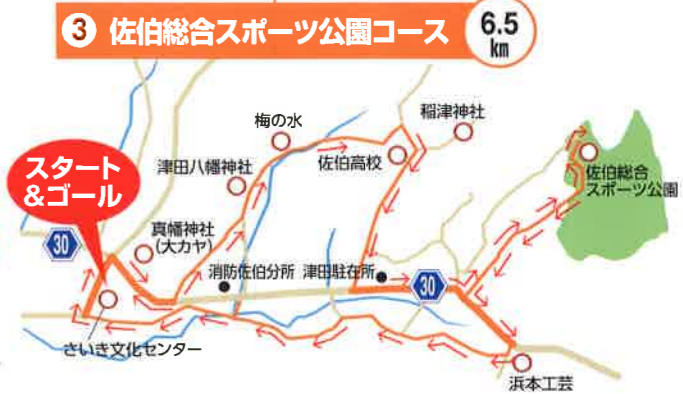 ③ 佐伯総合スポーツ公園コース
6.5
km
梅の水
稲津神社
佐伯高校
津田八幡神社
佐伯総合
スポーツ公園
スタート
&ゴール
真幡神社
(大カヤ)
30
消防佐伯分所
津田駐在所
30
さいき文化センター
浜本工芸